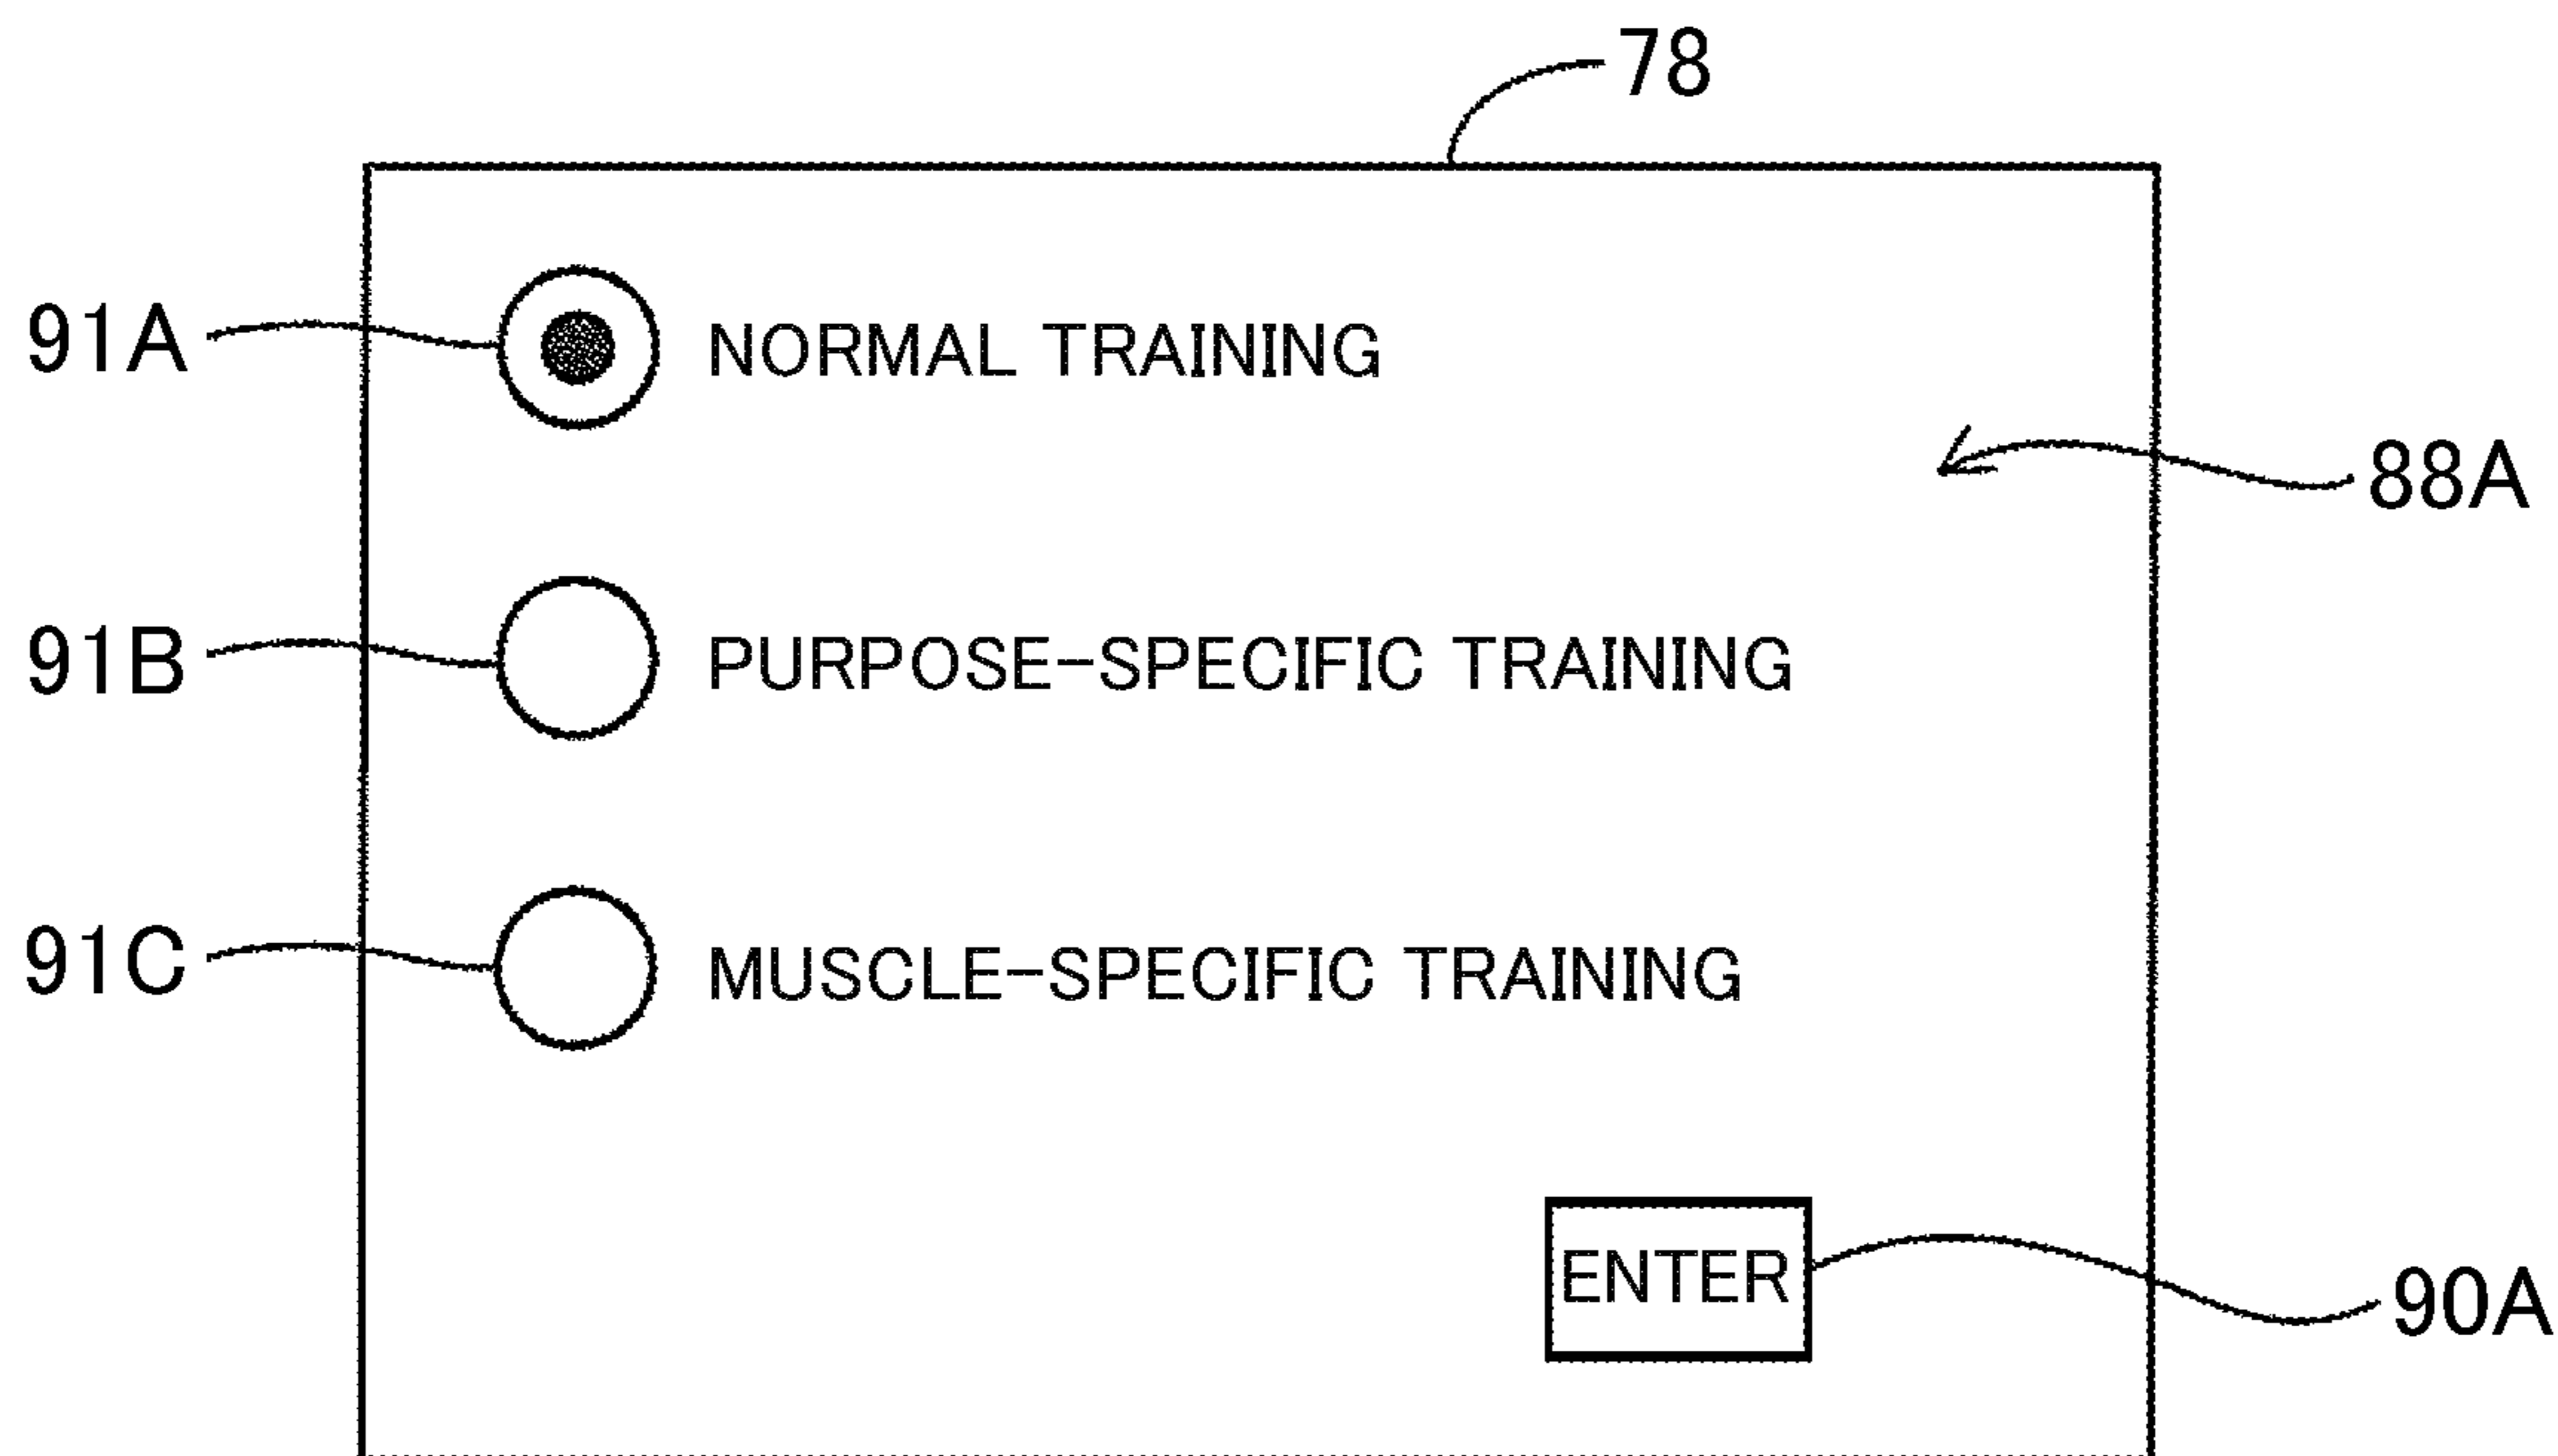 78
91A NORMAL TRAINING
88A
91B PURPOSE-SPECIFIC TRAINING
91C MUSCLE-SPECIFIC TRAINING
ENTER
90A